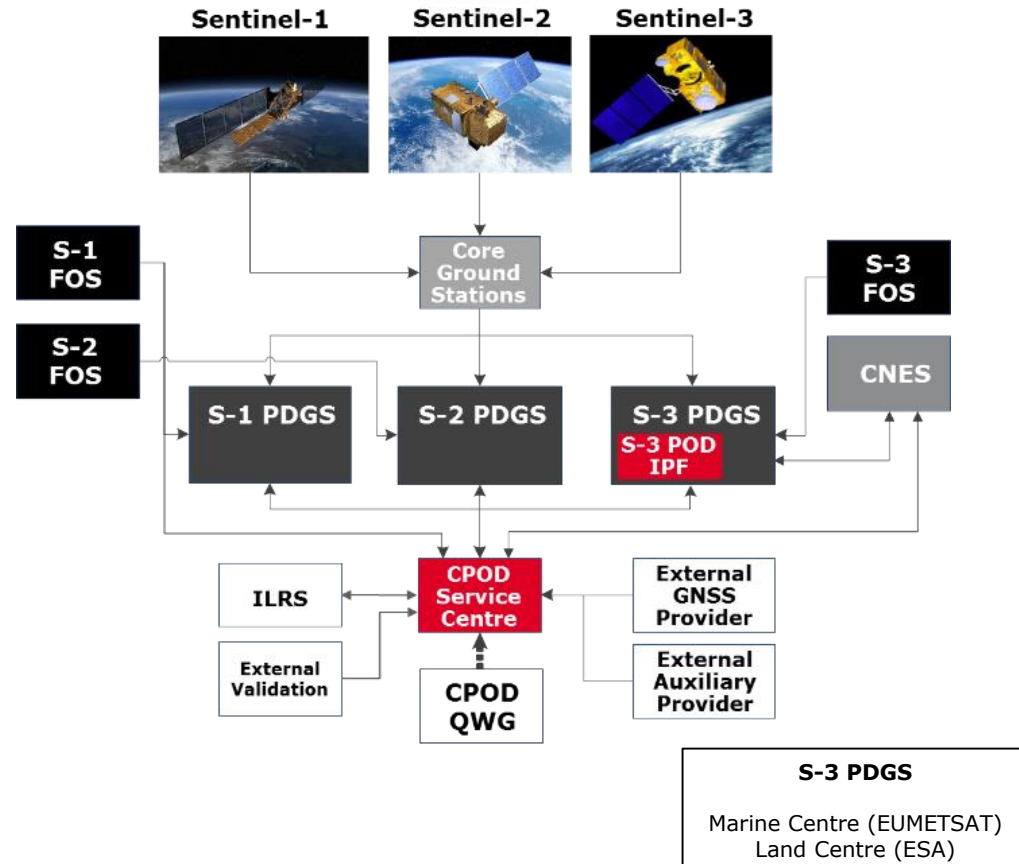 Sentinel-1
Sentinel-2
Sentinel-3
Core
Ground
Stations
S-1
FOS
S-2
FOS
S-3
FOS
CNES
S-1 PDGS
S-2 PDGS
S-3 PDGS
S-3 POD
IPF
CPOD
Service
Centre
ILRS
External
Validation
CPOD
QWG
External
GNSS
Provider
External
Auxiliary
Provider
S-3 PDGS
Marine Centre (EUMETSAT)
Land Centre (ESA)